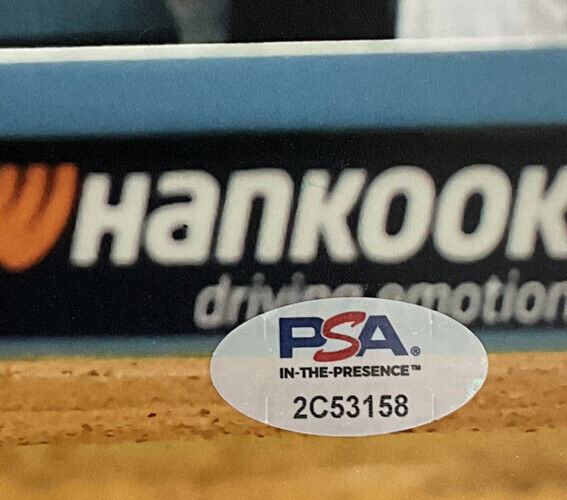 Hankook
driving emotion
PSA®
IN-THE-PRESENCE™
2C53158